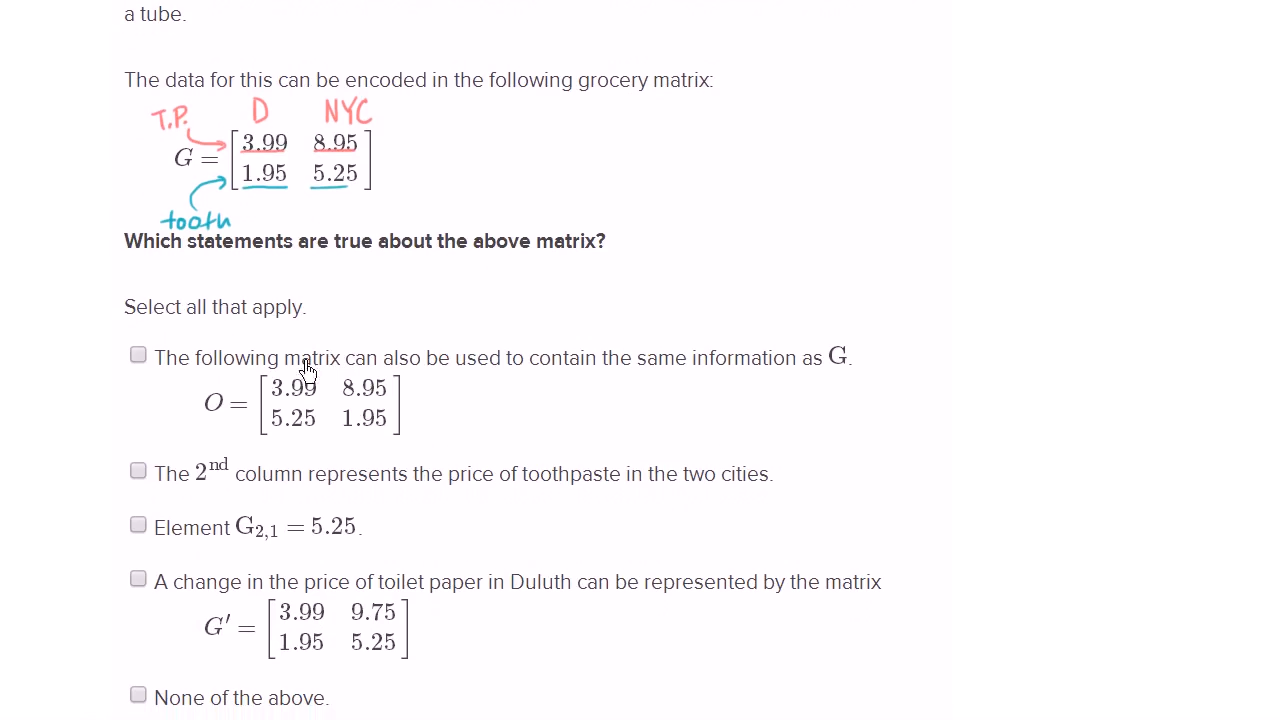 a tube.
The data for this can be encoded in the following grocery matrix:
T.P. D NYC
G = [3.99 8.95
1.95 5.25]
tooth
Which statements are true about the above matrix?
Select all that apply.
The following matrix can also be used to contain the same information as G.
O = [3.99 8.95
5.25 1.95]
The 2nd column represents the price of toothpaste in the two cities.
Element G2,1 = 5.25.
A change in the price of toilet paper in Duluth can be represented by the matrix
G′ = [3.99 9.75
1.95 5.25]
None of the above.